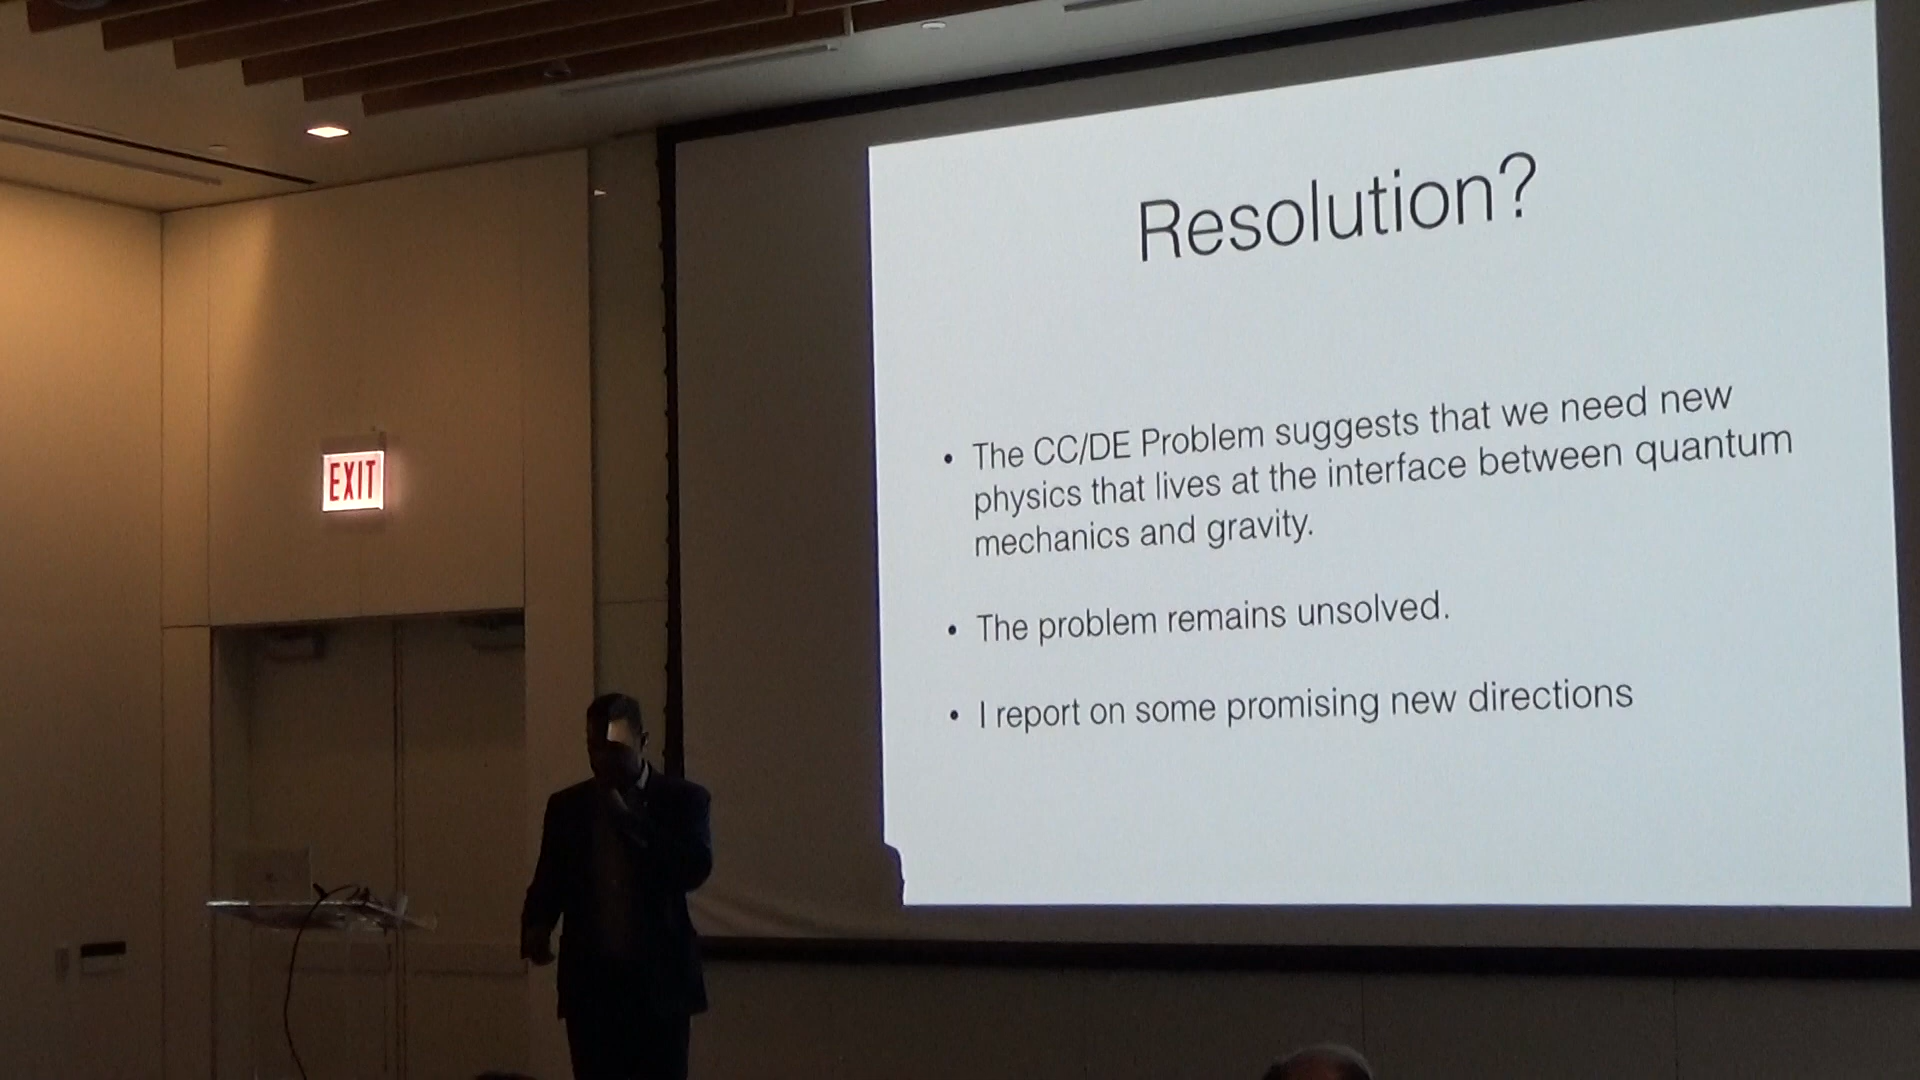 Resolution?
EXIT
• The CC/DE Problem suggests that we need new
physics that lives at the interface between quantum
mechanics and gravity.
• The problem remains unsolved.
• I report on some promising new directions